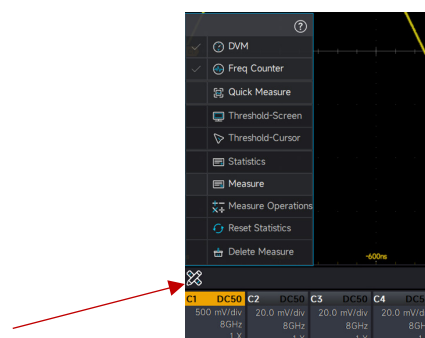 ?
DVM
Freq Counter
Quick Measure
Threshold-Screen
Threshold-Cursor
Statistics
Measure
Measure Operations
Reset Statistics
Delete Measure
-600ns
C1 DC50 C2 DC50 C3 DC50 C4
500 mV/div 20.0 mV/div 20.0 mV/div 20.0 mV/d
8GHz 8GHz 8GHz
1 X